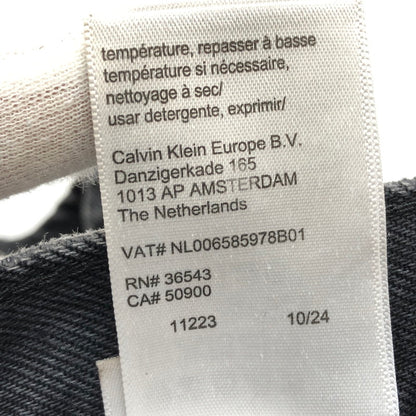 température, repasser à basse
température si nécessaire,
nettoyage à sec/
usar detergente, exprimir/
Calvin Klein Europe B.V.
Danzigerkade 165
1013 AP AMSTERDAM
The Netherlands
VAT# NL006585978B01
RN# 36543
CA# 50900
11223 10/24